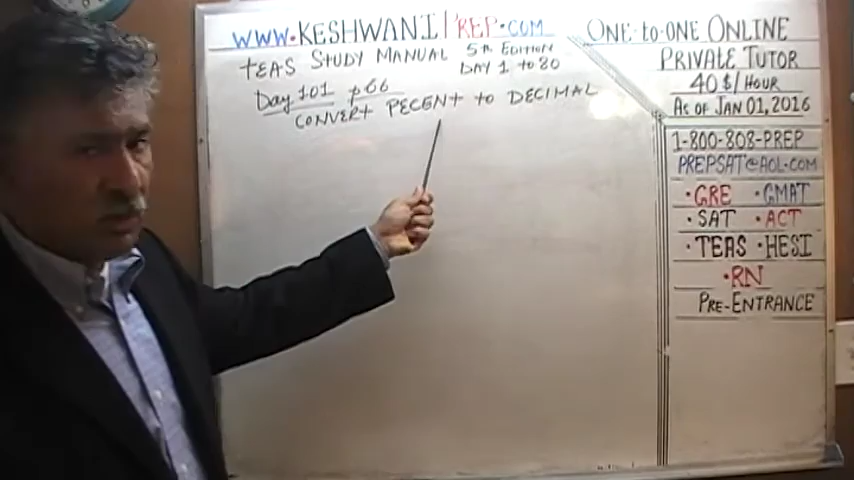 WWW.KESHWANIPREP.COM
TEAS STUDY MANUAL 5TH EDITION
DAY 1 to 80
Day 101 p66
CONVERT PECENT to DECIMAL
ONE-to-ONE ONLINE
PRIVATE TUTOR
40$/HOUR
AS OF JAN 01, 2016
1-800-808-PREP
PREPSAT@AOL.COM
•GRE •GMAT
•SAT •ACT
•TEAS •HESI
•RN
PRE-ENTRANCE